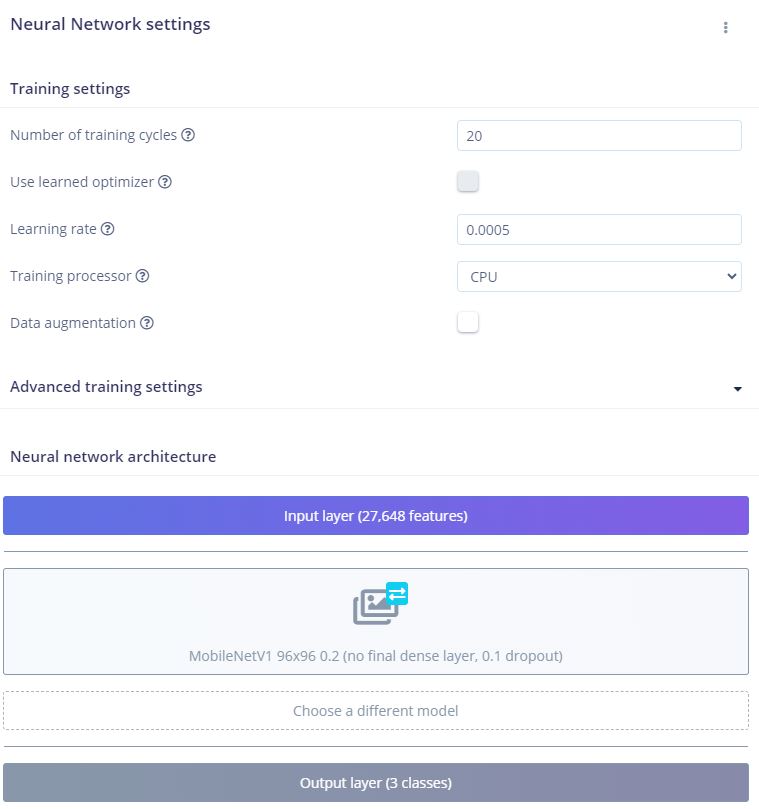 Neural Network settings
Training settings
Number of training cycles
20
Use learned optimizer
Learning rate
0.0005
Training processor
CPU
Data augmentation
Advanced training settings
Neural network architecture
Input layer (27,648 features)
MobileNetV1 96x96 0.2 (no final dense layer, 0.1 dropout)
Choose a different model
Output layer (3 classes)